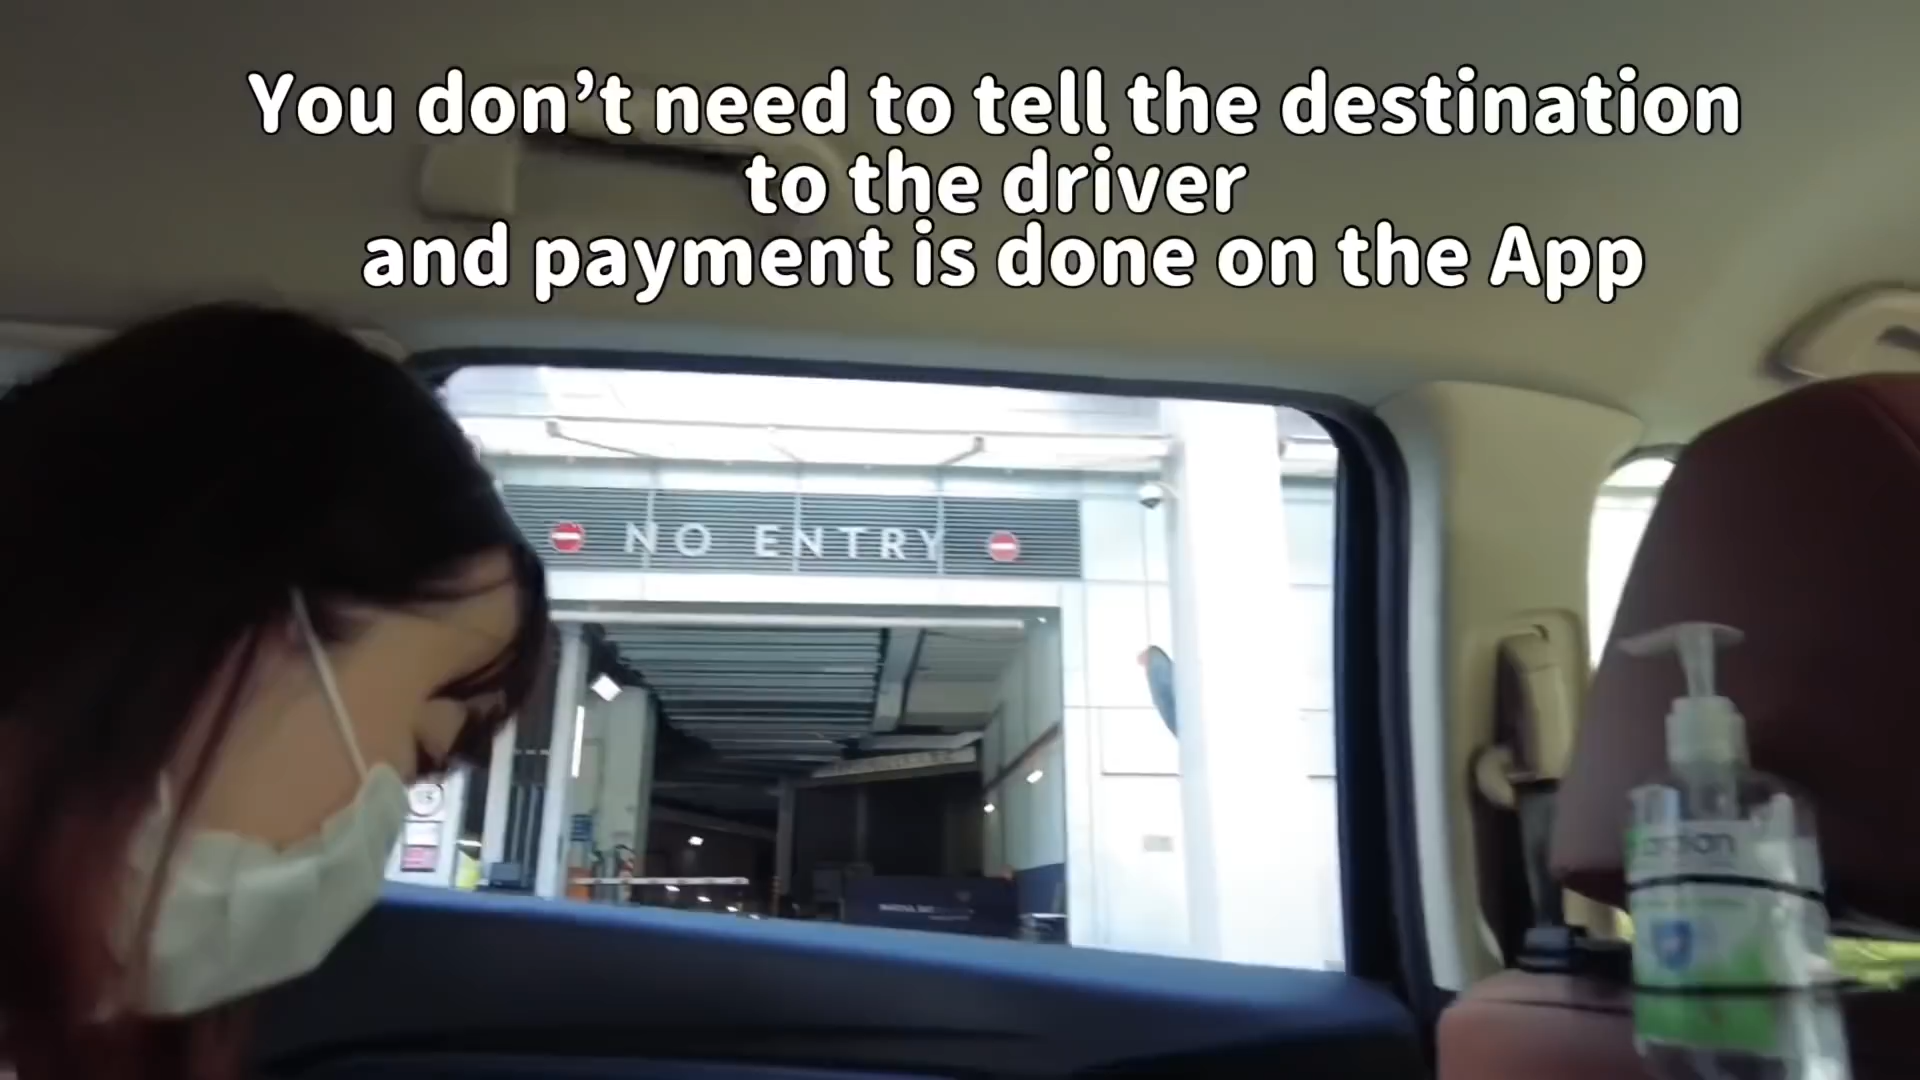 You don’t need to tell the destination
to the driver
and payment is done on the App
NO ENTRY